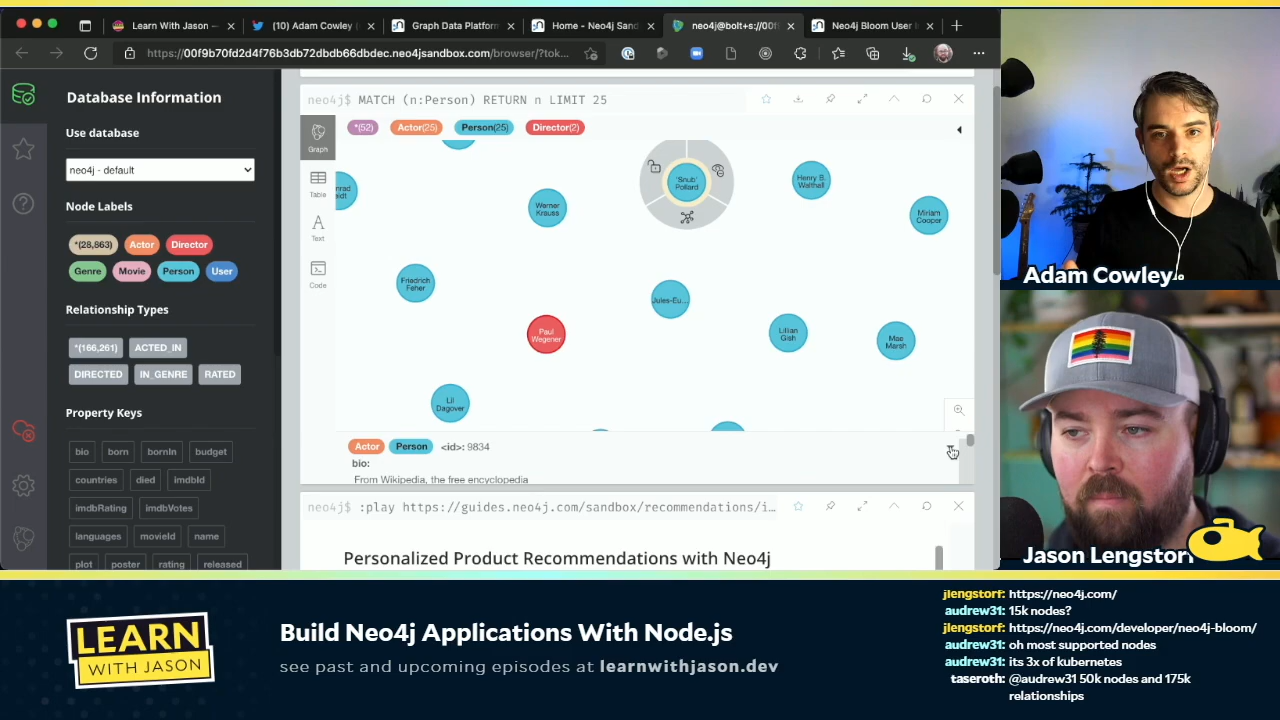 Learn With Jason —
(10) Adam Cowley /
Graph Data Platform
Home - Neo4j San
neo4j@bolt+s://00f
Neo4j Bloom User I
https://00f9b70fd2d4f76b3db72dbdb66dbdec.neo4jsandbox.com/browser/?tok...
Database Information
Use database
neo4j - default
Node Labels
*(28,863) Actor Director
Genre Movie Person User
Relationship Types
*(166,261) ACTED_IN
DIRECTED IN_GENRE RATED
Property Keys
bio born bornIn budget
countries died imdbId
imdbRating imdbVotes
languages movieId name
plot poster rating released
neo4j$ MATCH (n:Person) RETURN n LIMIT 25
*(52) Actor(25) Person(25) Director(2)
Graph
Table
Text
Code
'Snub'
Pollard
Henry B.
Walthall
Werner
Krauss
Miriam
Cooper
Friedrich
Feher
Jules-Eu...
Paul
Wegener
Lillian
Gish
Mae
Marsh
Lil
Dagover
Actor Person <id>: 9834
bio:
From Wikipedia, the free encyclopedia
neo4j$ :play https://guides.neo4j.com/sandbox/recommendations/i...
Personalized Product Recommendations with Neo4j
Adam Cowley
Jason Lengstorf
LEARN
WITH JASON
Build Neo4j Applications With Node.js
see past and upcoming episodes at learnwithjason.dev
jlengstorf: https://neo4j.com/
audrew31: 15k nodes?
jlengstorf: https://neo4j.com/developer/neo4j-bloom/
audrew31: oh most supported nodes
audrew31: its 3x of kubernetes
taseroth: @audrew31 50k nodes and 175k
relationships